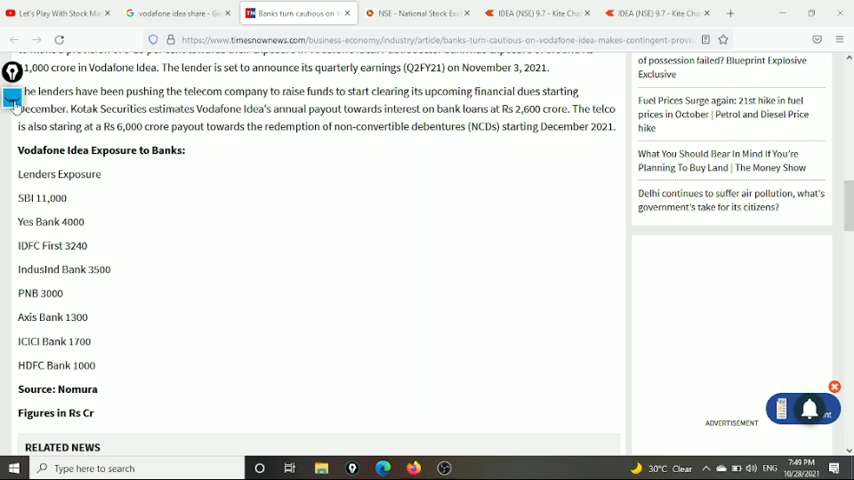 Let's Play With Stock Ma
vodafone idea share - Go
Banks turn cautious on V
NSE - National Stock Exc
IDEA (NSE) 9.7 - Kite Cha
IDEA (NSE) 9.7 - Kite Cha
https://www.timesnownews.com/business-economy/industry/article/banks-turn-cautious-on-vodafone-idea-makes-contingent-provi
1,000 crore in Vodafone Idea. The lender is set to announce its quarterly earnings (Q2FY21) on November 3, 2021.
he lenders have been pushing the telecom company to raise funds to start clearing its upcoming financial dues starting
December. Kotak Securities estimates Vodafone Idea's annual payout towards interest on bank loans at Rs 2,600 crore. The telco
is also staring at a Rs 6,000 crore payout towards the redemption of non-convertible debentures (NCDs) starting December 2021.
Vodafone Idea Exposure to Banks:
Lenders Exposure
SBI 11,000
Yes Bank 4000
IDFC First 3240
IndusInd Bank 3500
PNB 3000
Axis Bank 1300
ICICI Bank 1700
HDFC Bank 1000
Source: Nomura
Figures in Rs Cr
RELATED NEWS
of possession failed? Blueprint Explosive
Exclusive
Fuel Prices Surge again: 21st hike in fuel
prices in October | Petrol and Diesel Price
hike
What You Should Bear In Mind If You're
Planning To Buy Land | The Money Show
Delhi continues to suffer air pollution, what's
government's take for its citizens?
nt
ADVERTISEMENT
Type here to search
30°C Clear
ENG
7:49 PM
10/28/2021